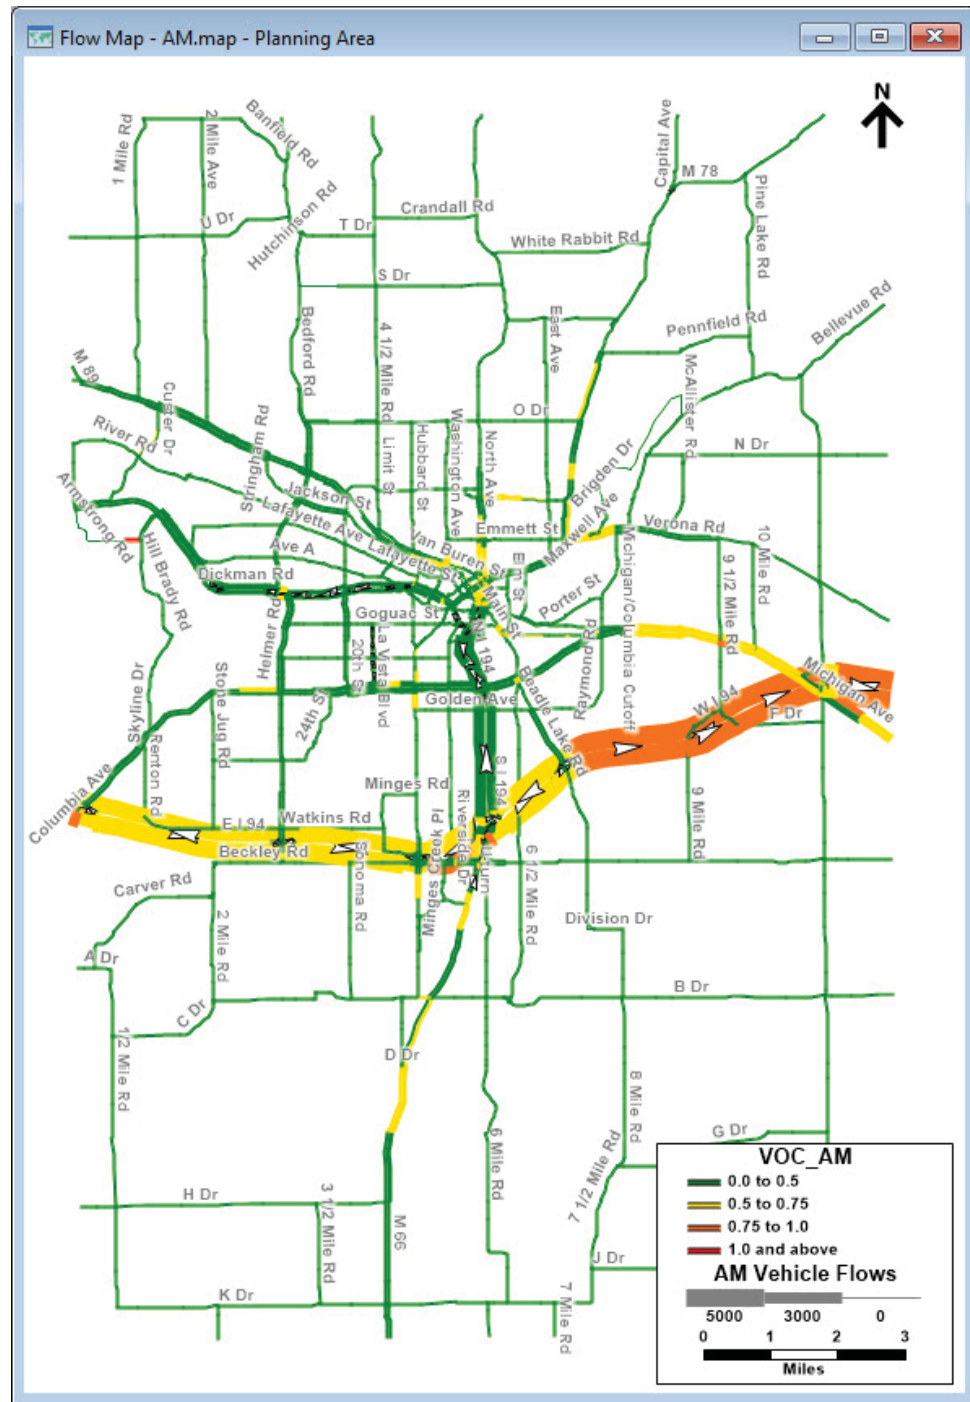 Flow Map - AM.map - Planning Area
N
1 Mile Rd
2 Mile Ave
Banfield Rd
Capital Ave
M 78
Pine Lake Rd
U Dr
Hutchinson Rd
T Dr
Crandall Rd
White Rabbit Rd
S Dr
Bedford Rd
4 1/2 Mile Rd
East Ave
Pennfield Rd
Bellevue Rd
McAllister Rd
M 89
Custer Dr
River Rd
Stringham Rd
Limit St
Hubbard St
Washington Ave
North Ave
O Dr
N Dr
Brigden Dr
Armstrong Rd
Jackson St
Lafayette Ave
Lafayette St
Van Buren St
Emmett St
Maxwell Ave
Verona Rd
10 Mile Rd
9 1/2 Mile Rd
Michigan/Columbia Cutoff
Hill Brady Rd
Ave A
Dickman Rd
Elm St
Porter St
Main St
Helmer Rd
Goguac St
La Vista Blvd
20th St
N I 194
Raymond Rd
Skyline Dr
Stone Jug Rd
24th St
Golden Ave
Beadle Lake Rd
W I 94
Michigan Ave
F Dr
Renton Rd
Columbia Ave
E I 94
Watkins Rd
Minges Rd
Riverside Dr
S I 194
Beckley Rd
Sonoma Rd
Minges Creek Pl
U-turn
6 1/2 Mile Rd
9 Mile Rd
Carver Rd
2 Mile Rd
Division Dr
A Dr
C Dr
B Dr
1/2 Mile Rd
D Dr
8 Mile Rd
6 Mile Rd
7 1/2 Mile Rd
G Dr
H Dr
3 1/2 Mile Rd
M 66
J Dr
K Dr
7 Mile Rd
VOC_AM
0.0 to 0.5
0.5 to 0.75
0.75 to 1.0
1.0 and above
AM Vehicle Flows
5000 3000 0
0 1 2 3
Miles